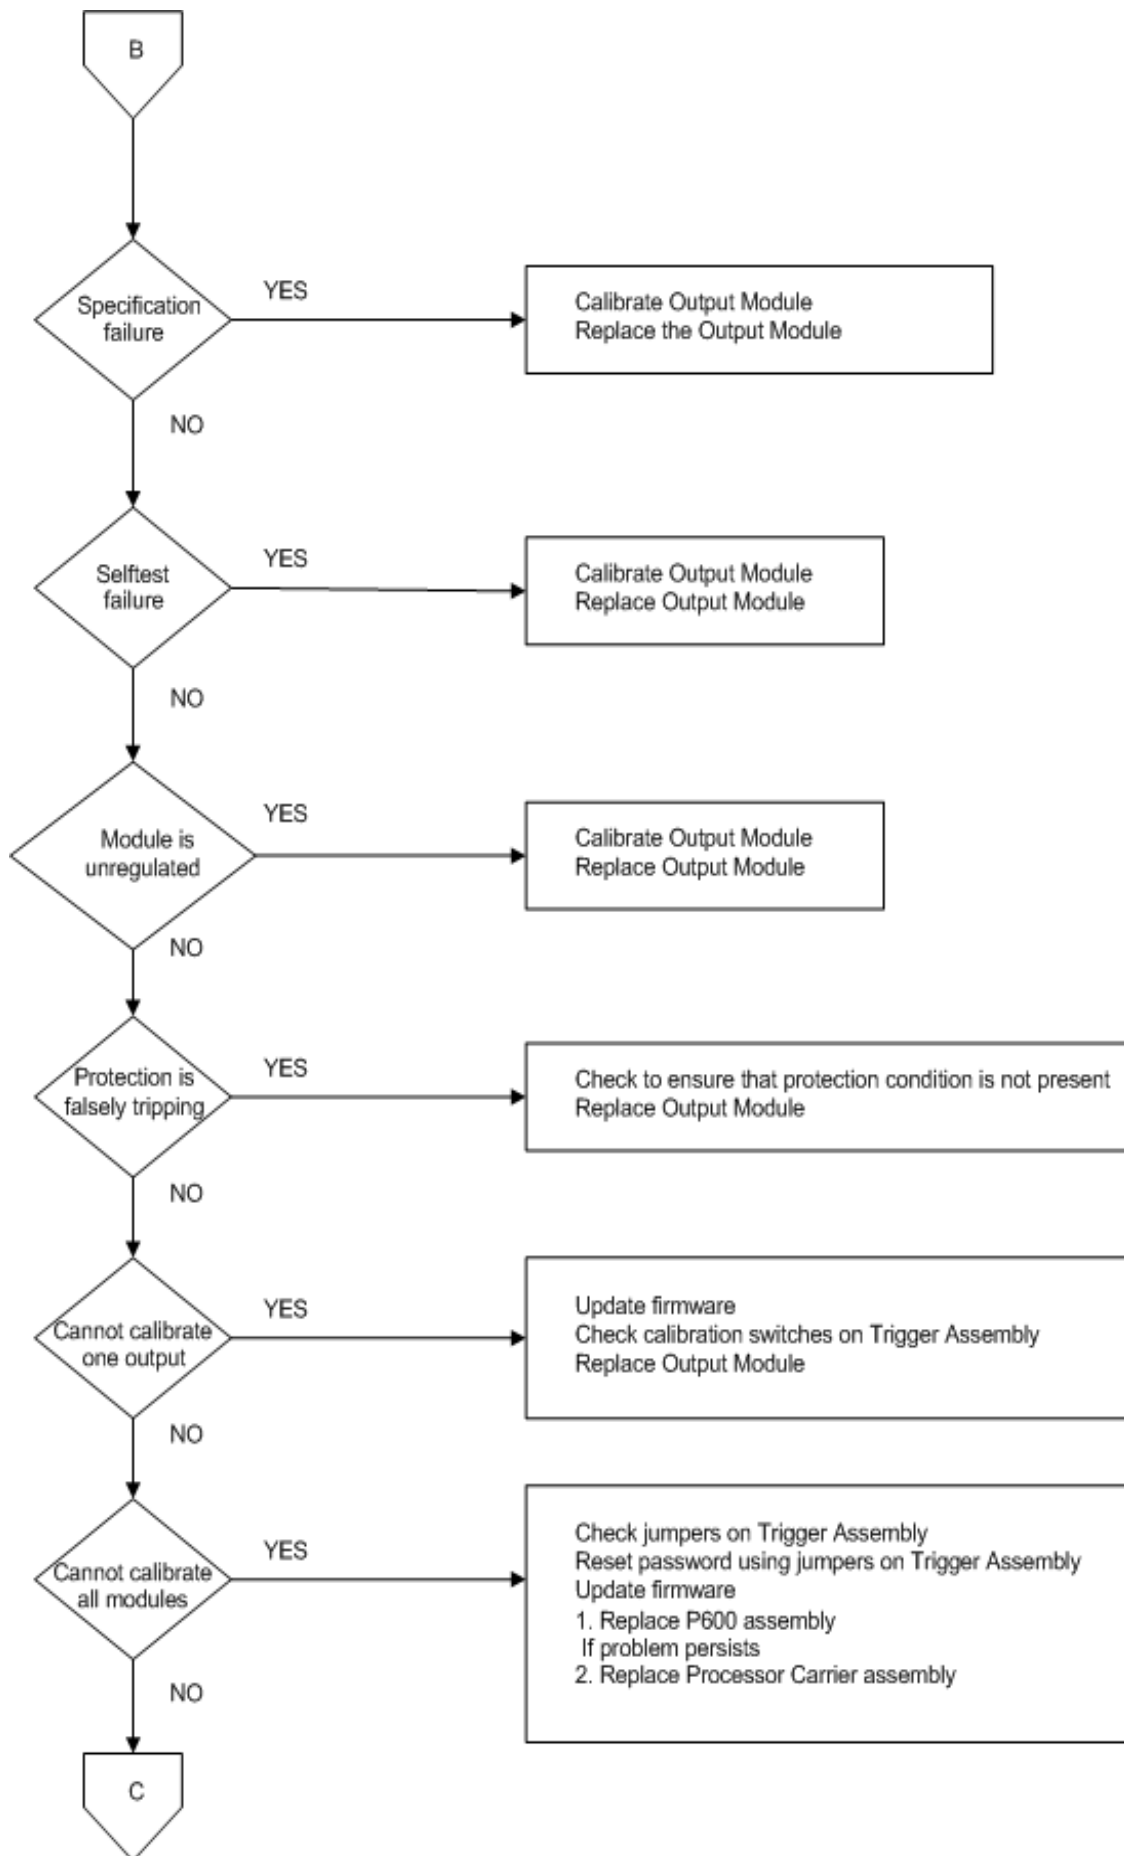 B
Specification
failure
YES
Calibrate Output Module
Replace the Output Module
NO
Selftest
failure
YES
Calibrate Output Module
Replace Output Module
NO
Module is
unregulated
YES
Calibrate Output Module
Replace Output Module
NO
Protection is
falsely tripping
YES
Check to ensure that protection condition is not present
Replace Output Module
NO
Cannot calibrate
one output
YES
Update firmware
Check calibration switches on Trigger Assembly
Replace Output Module
NO
Cannot calibrate
all modules
YES
Check jumpers on Trigger Assembly
Reset password using jumpers on Trigger Assembly
Update firmware
1. Replace P600 assembly
If problem persists
2. Replace Processor Carrier assembly
NO
C